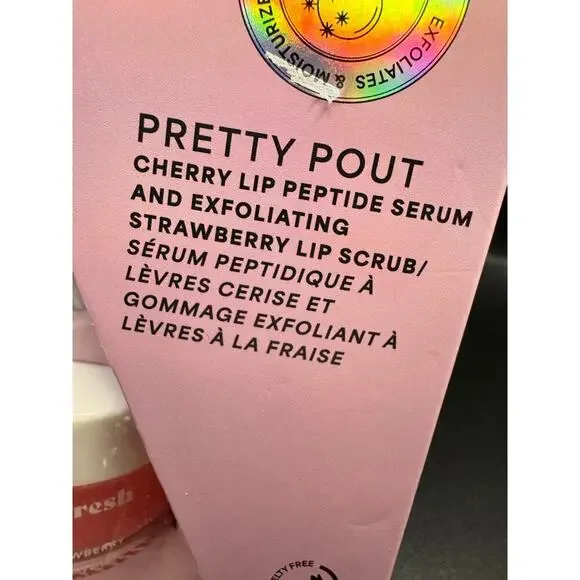 EXFOLIATES & MOISTURIZE
PRETTY POUT
CHERRY LIP PEPTIDE SERUM
AND EXFOLIATING
STRAWBERRY LIP SCRUB/
SÉRUM PEPTIDIQUE À
LÈVRES CERISE ET
GOMMAGE EXFOLIANT À
LÈVRES À LA FRAISE
resh
WBERRY
ELTY FREE